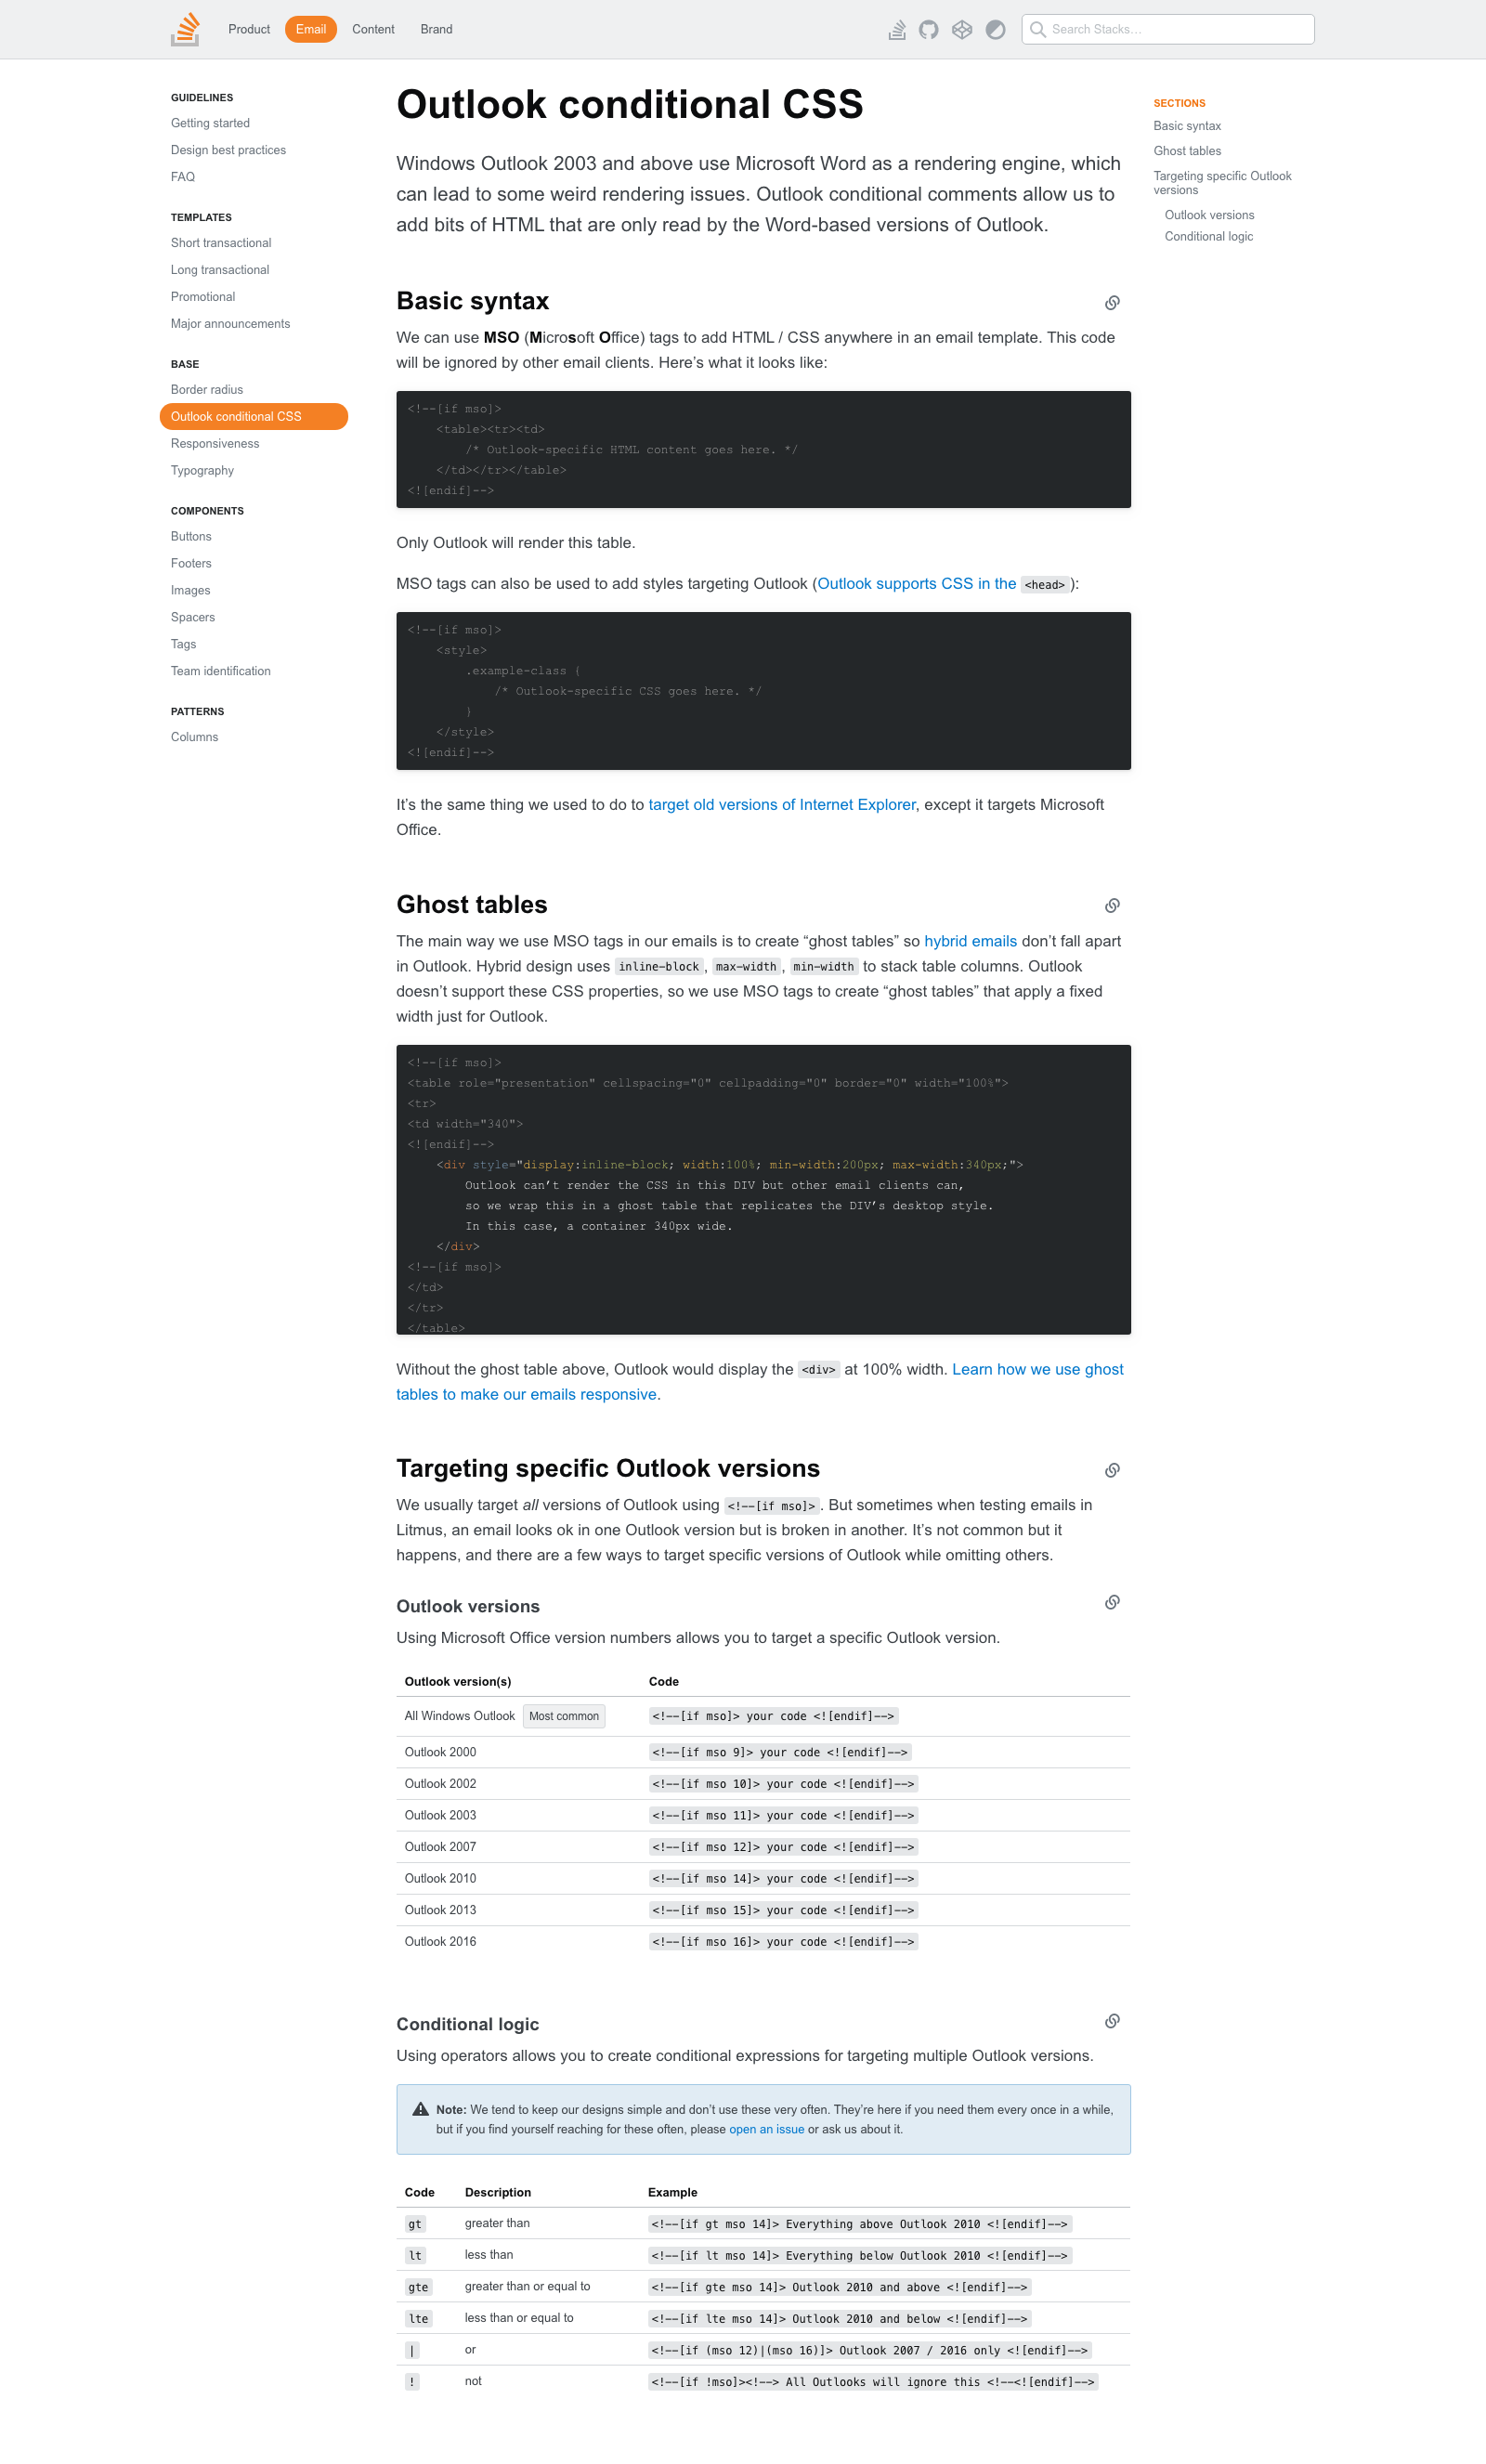 Product Email Content Brand Search Stacks…
GUIDELINES
Getting started
Design best practices
FAQ
TEMPLATES
Short transactional
Long transactional
Promotional
Major announcements
BASE
Border radius
Outlook conditional CSS
Responsiveness
Typography
COMPONENTS
Buttons
Footers
Images
Spacers
Tags
Team identification
PATTERNS
Columns
Outlook conditional CSS
Windows Outlook 2003 and above use Microsoft Word as a rendering engine, which
can lead to some weird rendering issues. Outlook conditional comments allow us to
add bits of HTML that are only read by the Word-based versions of Outlook.
Basic syntax
We can use MSO (Microsoft Office) tags to add HTML / CSS anywhere in an email template. This code
will be ignored by other email clients. Here’s what it looks like:
<!--[if mso]>
    <table><tr><td>
        /* Outlook-specific HTML content goes here. */
    </td></tr></table>
<![endif]-->
Only Outlook will render this table.
MSO tags can also be used to add styles targeting Outlook (Outlook supports CSS in the <head>):
<!--[if mso]>
    <style>
        .example-class {
            /* Outlook-specific CSS goes here. */
        }
    </style>
<![endif]-->
It’s the same thing we used to do to target old versions of Internet Explorer, except it targets Microsoft
Office.
Ghost tables
The main way we use MSO tags in our emails is to create “ghost tables” so hybrid emails don’t fall apart
in Outlook. Hybrid design uses inline-block, max-width, min-width to stack table columns. Outlook
doesn’t support these CSS properties, so we use MSO tags to create “ghost tables” that apply a fixed
width just for Outlook.
<!--[if mso]>
<table role="presentation" cellspacing="0" cellpadding="0" border="0" width="100%">
<tr>
<td width="340">
<![endif]-->
    <div style="display:inline-block; width:100%; min-width:200px; max-width:340px;">
        Outlook can’t render the CSS in this DIV but other email clients can,
        so we wrap this in a ghost table that replicates the DIV’s desktop style.
        In this case, a container 340px wide.
    </div>
<!--[if mso]>
</td>
</tr>
</table>
Without the ghost table above, Outlook would display the <div> at 100% width. Learn how we use ghost
tables to make our emails responsive.
Targeting specific Outlook versions
We usually target all versions of Outlook using <!--[if mso]>. But sometimes when testing emails in
Litmus, an email looks ok in one Outlook version but is broken in another. It’s not common but it
happens, and there are a few ways to target specific versions of Outlook while omitting others.
Outlook versions
Using Microsoft Office version numbers allows you to target a specific Outlook version.
Outlook version(s) Code
All Windows Outlook Most common <!--[if mso]> your code <![endif]-->
Outlook 2000 <!--[if mso 9]> your code <![endif]-->
Outlook 2002 <!--[if mso 10]> your code <![endif]-->
Outlook 2003 <!--[if mso 11]> your code <![endif]-->
Outlook 2007 <!--[if mso 12]> your code <![endif]-->
Outlook 2010 <!--[if mso 14]> your code <![endif]-->
Outlook 2013 <!--[if mso 15]> your code <![endif]-->
Outlook 2016 <!--[if mso 16]> your code <![endif]-->
Conditional logic
Using operators allows you to create conditional expressions for targeting multiple Outlook versions.
Note: We tend to keep our designs simple and don’t use these very often. They’re here if you need them every once in a while,
but if you find yourself reaching for these often, please open an issue or ask us about it.
Code Description Example
gt greater than <!--[if gt mso 14]> Everything above Outlook 2010 <![endif]-->
lt less than <!--[if lt mso 14]> Everything below Outlook 2010 <![endif]-->
gte greater than or equal to <!--[if gte mso 14]> Outlook 2010 and above <![endif]-->
lte less than or equal to <!--[if lte mso 14]> Outlook 2010 and below <![endif]-->
| or <!--[if (mso 12)|(mso 16)]> Outlook 2007 / 2016 only <![endif]-->
! not <!--[if !mso]><!--> All Outlooks will ignore this <!--<![endif]-->
SECTIONS
Basic syntax
Ghost tables
Targeting specific Outlook
versions
Outlook versions
Conditional logic